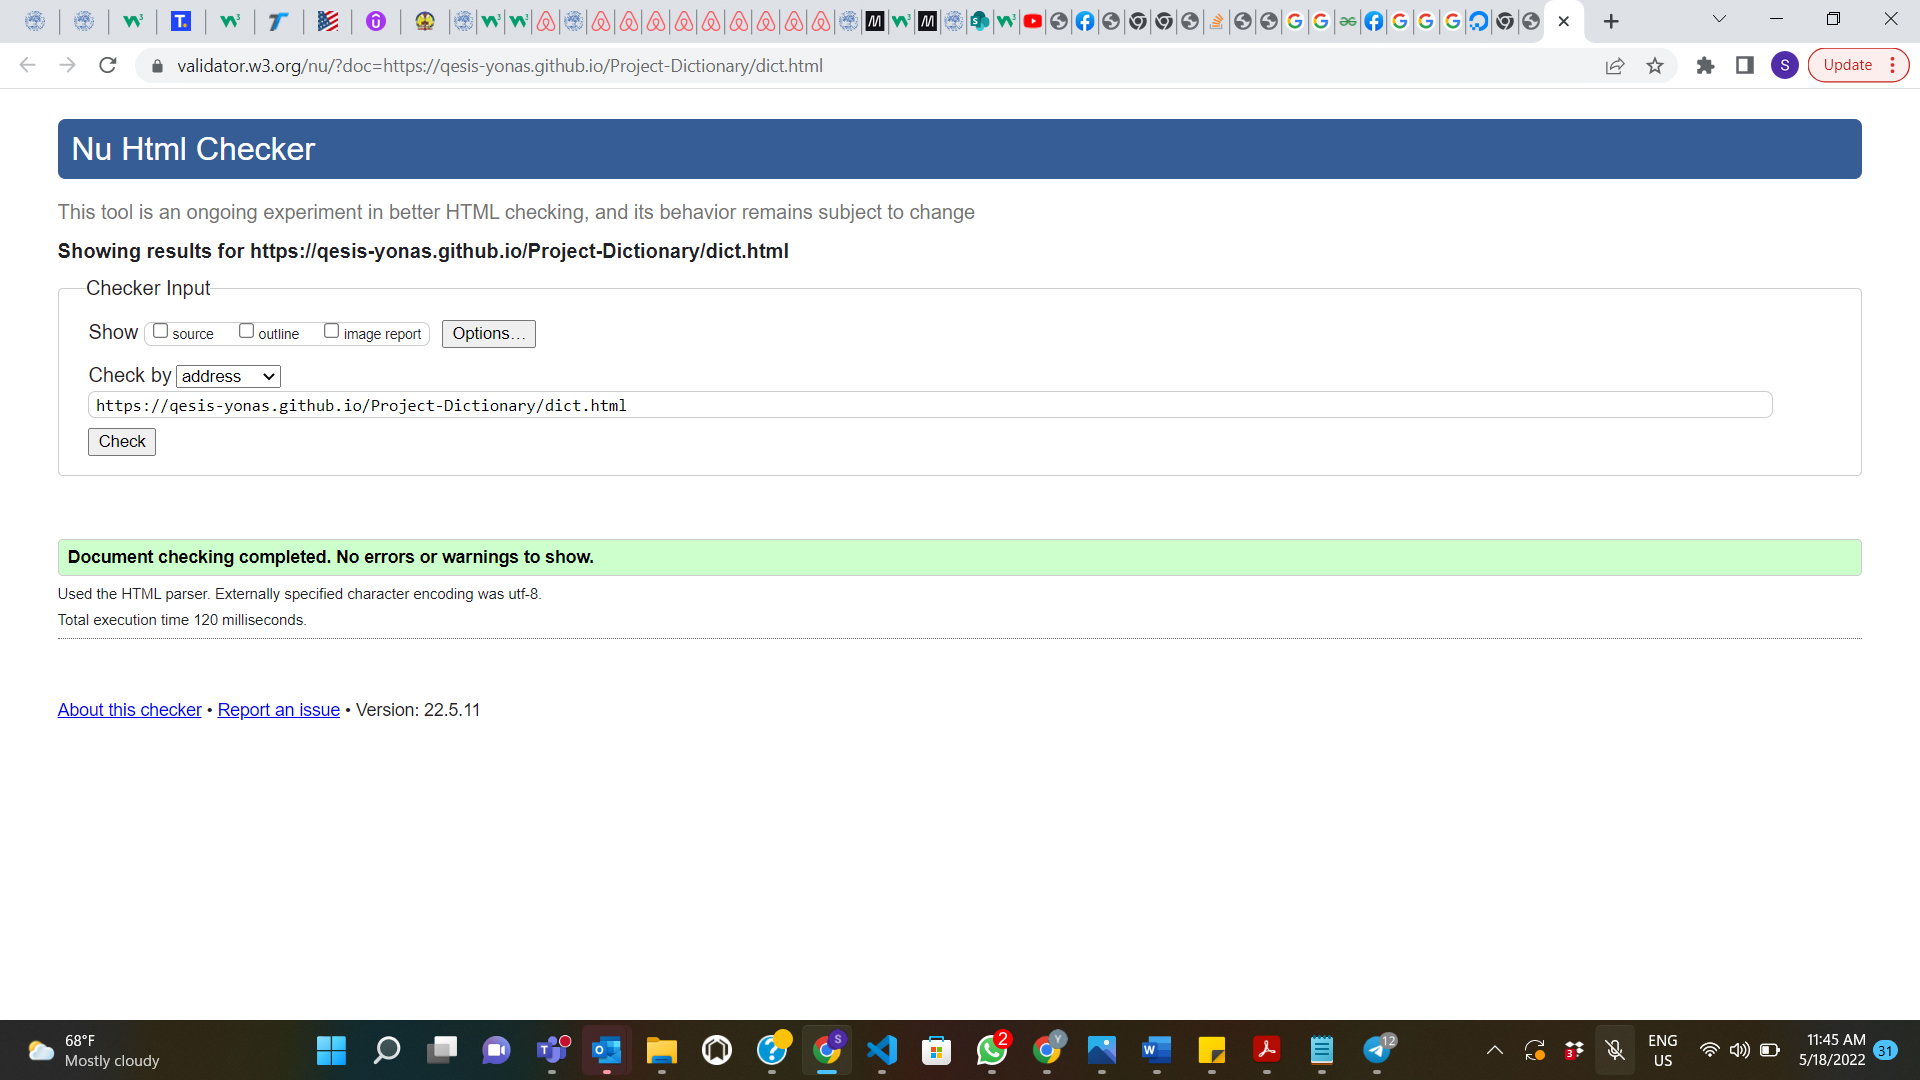 validator.w3.org/nu/?doc=https://qesis-yonas.github.io/Project-Dictionary/dict.html
S
Update
Nu Html Checker
This tool is an ongoing experiment in better HTML checking, and its behavior remains subject to change
Showing results for https://qesis-yonas.github.io/Project-Dictionary/dict.html
Checker Input
Show source outline image report Options...
Check by address
https://qesis-yonas.github.io/Project-Dictionary/dict.html
Check
Document checking completed. No errors or warnings to show.
Used the HTML parser. Externally specified character encoding was utf-8.
Total execution time 120 milliseconds.
About this checker • Report an issue • Version: 22.5.11
68°F
Mostly cloudy
S
2
Y
12
3
ENG
US
11:45 AM
5/18/2022
31